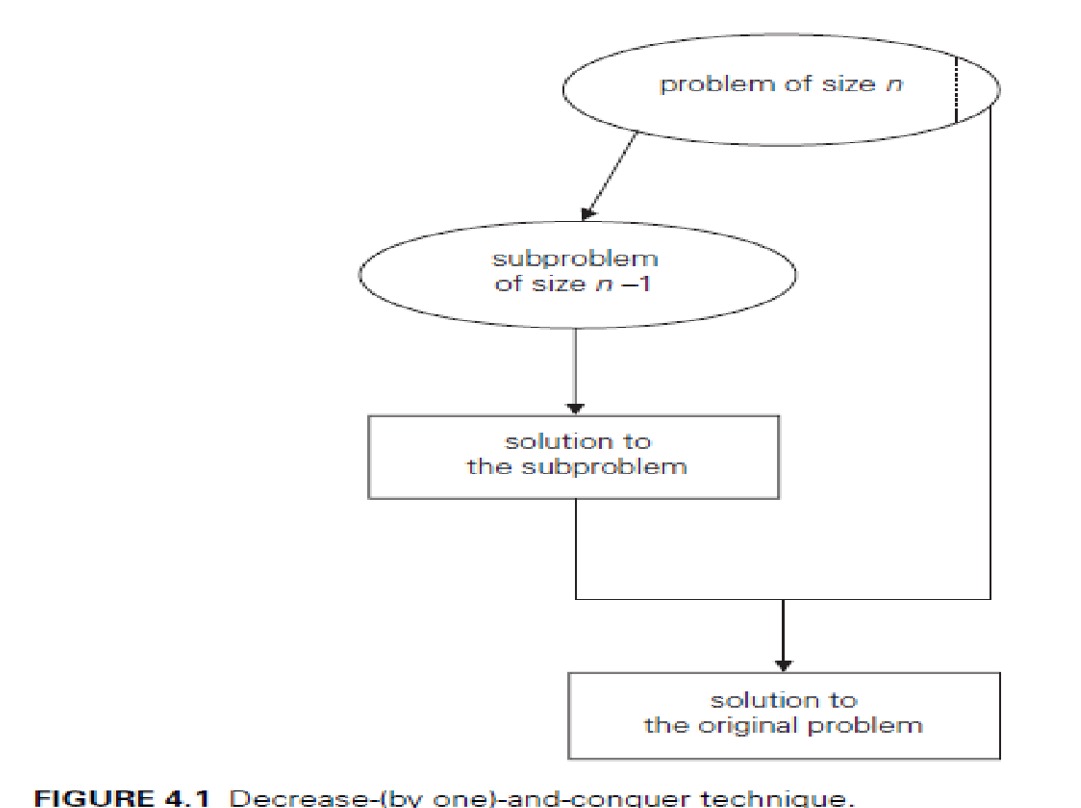 problem of size n
subproblem
of size n –1
solution to
the subproblem
solution to
the original problem
FIGURE 4.1 Decrease-(by one)-and-conquer technique.